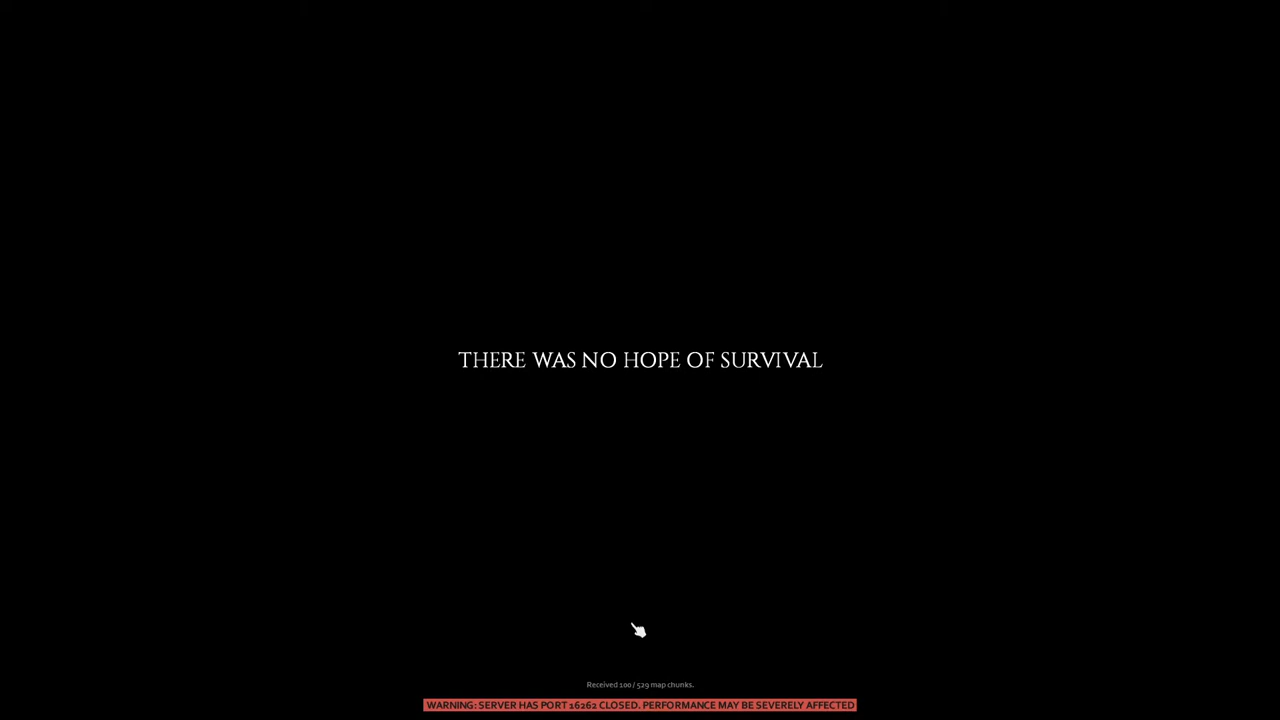 THERE WAS NO HOPE OF SURVIVAL
Received 100 / 529 map chunks.
WARNING: SERVER HAS PORT 16262 CLOSED. PERFORMANCE MAY BE SEVERELY AFFECTED